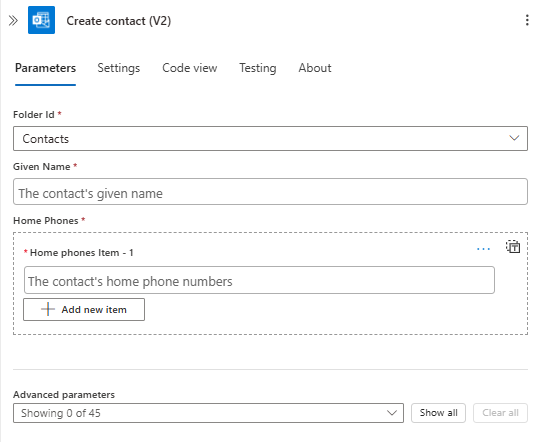 Create contact (V2)
Parameters Settings Code view Testing About
Folder Id *
Contacts
Given Name *
The contact's given name
Home Phones *
* Home phones Item - 1
The contact's home phone numbers
Add new item
Advanced parameters
Showing 0 of 45 Show all Clear all